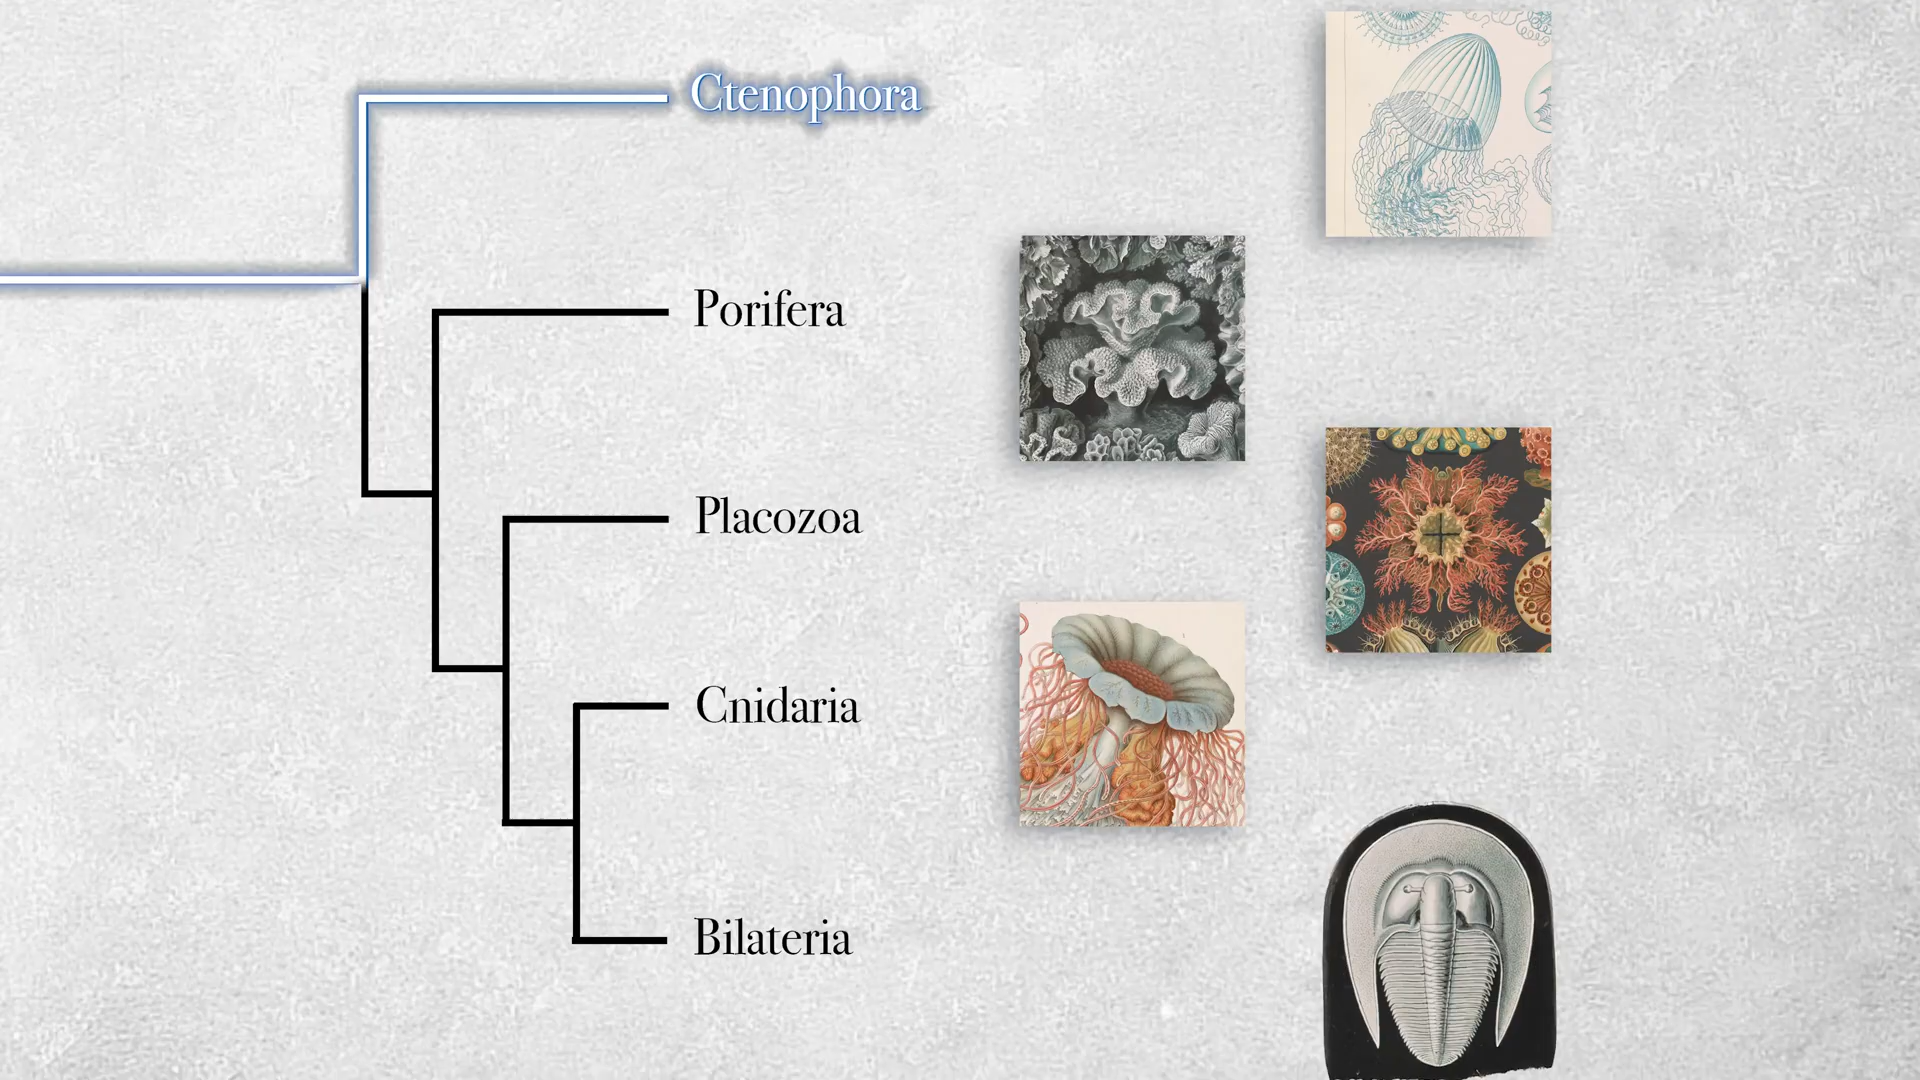 Ctenophora
Porifera
Placozoa
Cnidaria
Bilateria